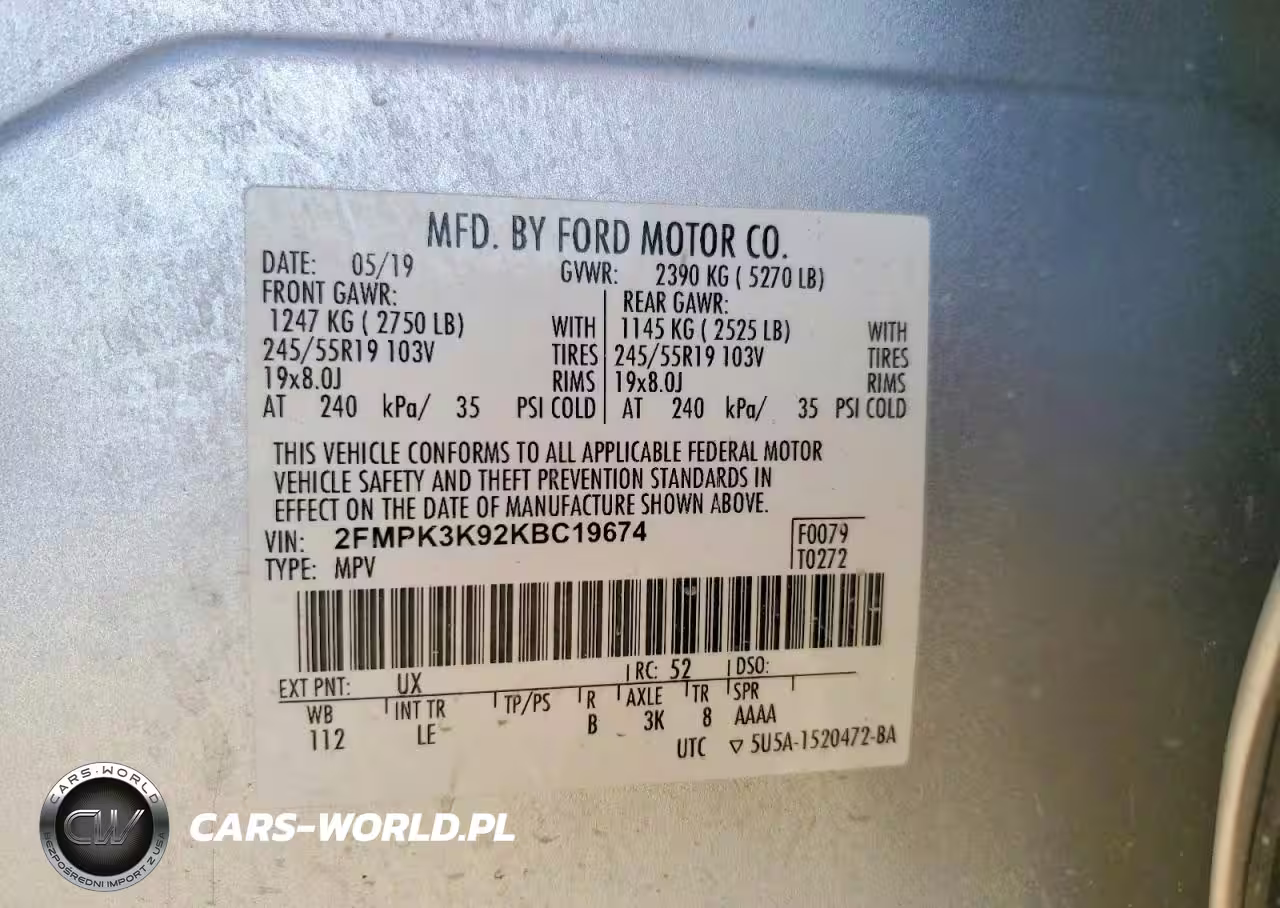 MFD. BY FORD MOTOR CO.
DATE: 05/19 GVWR: 2390 KG ( 5270 LB)
FRONT GAWR: REAR GAWR:
1247 KG ( 2750 LB) WITH 1145 KG ( 2525 LB) WITH
245/55R19 103V TIRES 245/55R19 103V TIRES
19x8.0J RIMS 19x8.0J RIMS
AT 240 kPa/ 35 PSI COLD AT 240 kPa/ 35 PSI COLD
THIS VEHICLE CONFORMS TO ALL APPLICABLE FEDERAL MOTOR
VEHICLE SAFETY AND THEFT PREVENTION STANDARDS IN
EFFECT ON THE DATE OF MANUFACTURE SHOWN ABOVE.
VIN: 2FMPK3K92KBC19674 F0079
TYPE: MPV T0272
EXT PNT: UX RC: 52 DSO:
WB INT TR TP/PS R AXLE TR SPR
112 LE B 3K 8 AAAA
UTC ▽ 5U5A-1520472-BA
CARS-WORLD
CW
BEZPOŚREDNI IMPORT Z USA
CARS-WORLD.PL